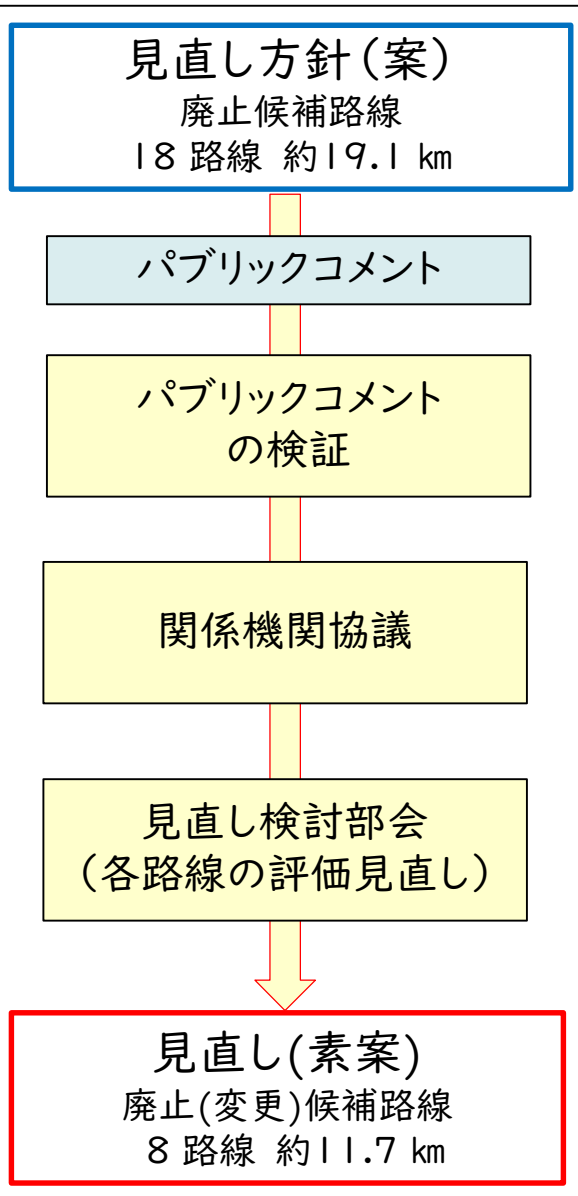 見直し方針（案）
廃止候補路線
18路線 約19.1km
パブリックコメント
パブリックコメント
の検証
関係機関協議
見直し検討部会
（各路線の評価見直し）
見直し(素案)
廃止(変更)候補路線
8路線 約11.7km